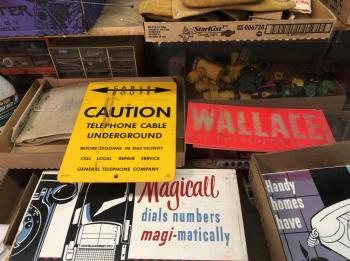 StarKist
006730
CABLE
ROUTE
CAUTION
TELEPHONE CABLE
UNDERGROUND
BEFORE DIGGING IN THIS VICINITY
CALL LOCAL REPAIR SERVICE
GENERAL TELEPHONE COMPANY
WALLACE
Magicall
dials numbers
magi-matically
Handy
homes
have